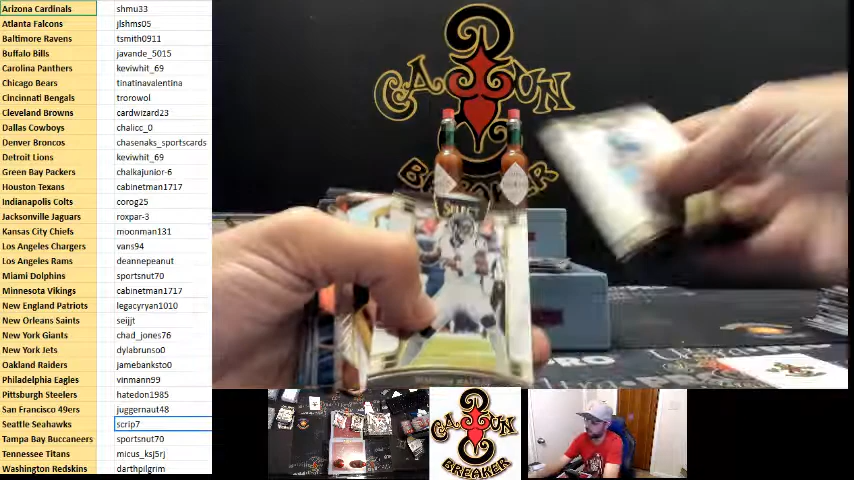 Arizona Cardinals shmu33
Atlanta Falcons jlshms05
Baltimore Ravens tsmith0911
Buffalo Bills javande_5015
Carolina Panthers keviwhit_69
Chicago Bears tinatinavalentina
Cincinnati Bengals trorowol
Cleveland Browns cardwizard23
Dallas Cowboys chalicc_0
Denver Broncos chasenaks_sportscards
Detroit Lions keviwhit_69
Green Bay Packers chalkajunior-6
Houston Texans cabinetman1717
Indianapolis Colts corog25
Jacksonville Jaguars roxpar-3
Kansas City Chiefs moonman131
Los Angeles Chargers vans94
Los Angeles Rams deannepeanut
Miami Dolphins sportsnut70
Minnesota Vikings cabinetman1717
New England Patriots legacyryan1010
New Orleans Saints seijjt
New York Giants chad_jones76
New York Jets dylabruns0
Oakland Raiders jamebanksto0
Philadelphia Eagles vinmann99
Pittsburgh Steelers hatedon1985
San Francisco 49ers juggernaut48
Seattle Seahawks scrip7
Tampa Bay Buccaneers sportsnut70
Tennessee Titans micus_ksj5rj
Washington Redskins darthpilgrim
CAJUN
BREAKER
SELECT
CAJUN
BREAKER